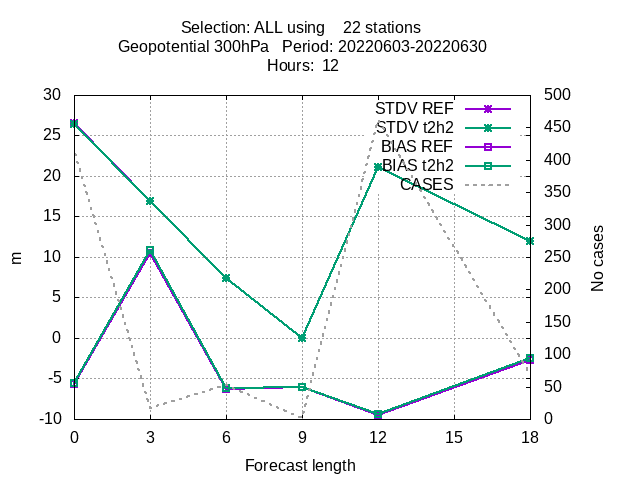 Selection: ALL using    22 stations
Geopotential 300hPa   Period: 20220603-20220630
Hours:  12
30
25
20
15
10
5
0
-5
-10
m
500
450
400
350
300
250
200
150
100
50
0
No cases
STDV REF
STDV t2h2
BIAS REF
BIAS t2h2
CASES
0 3 6 9 12 15 18
Forecast length